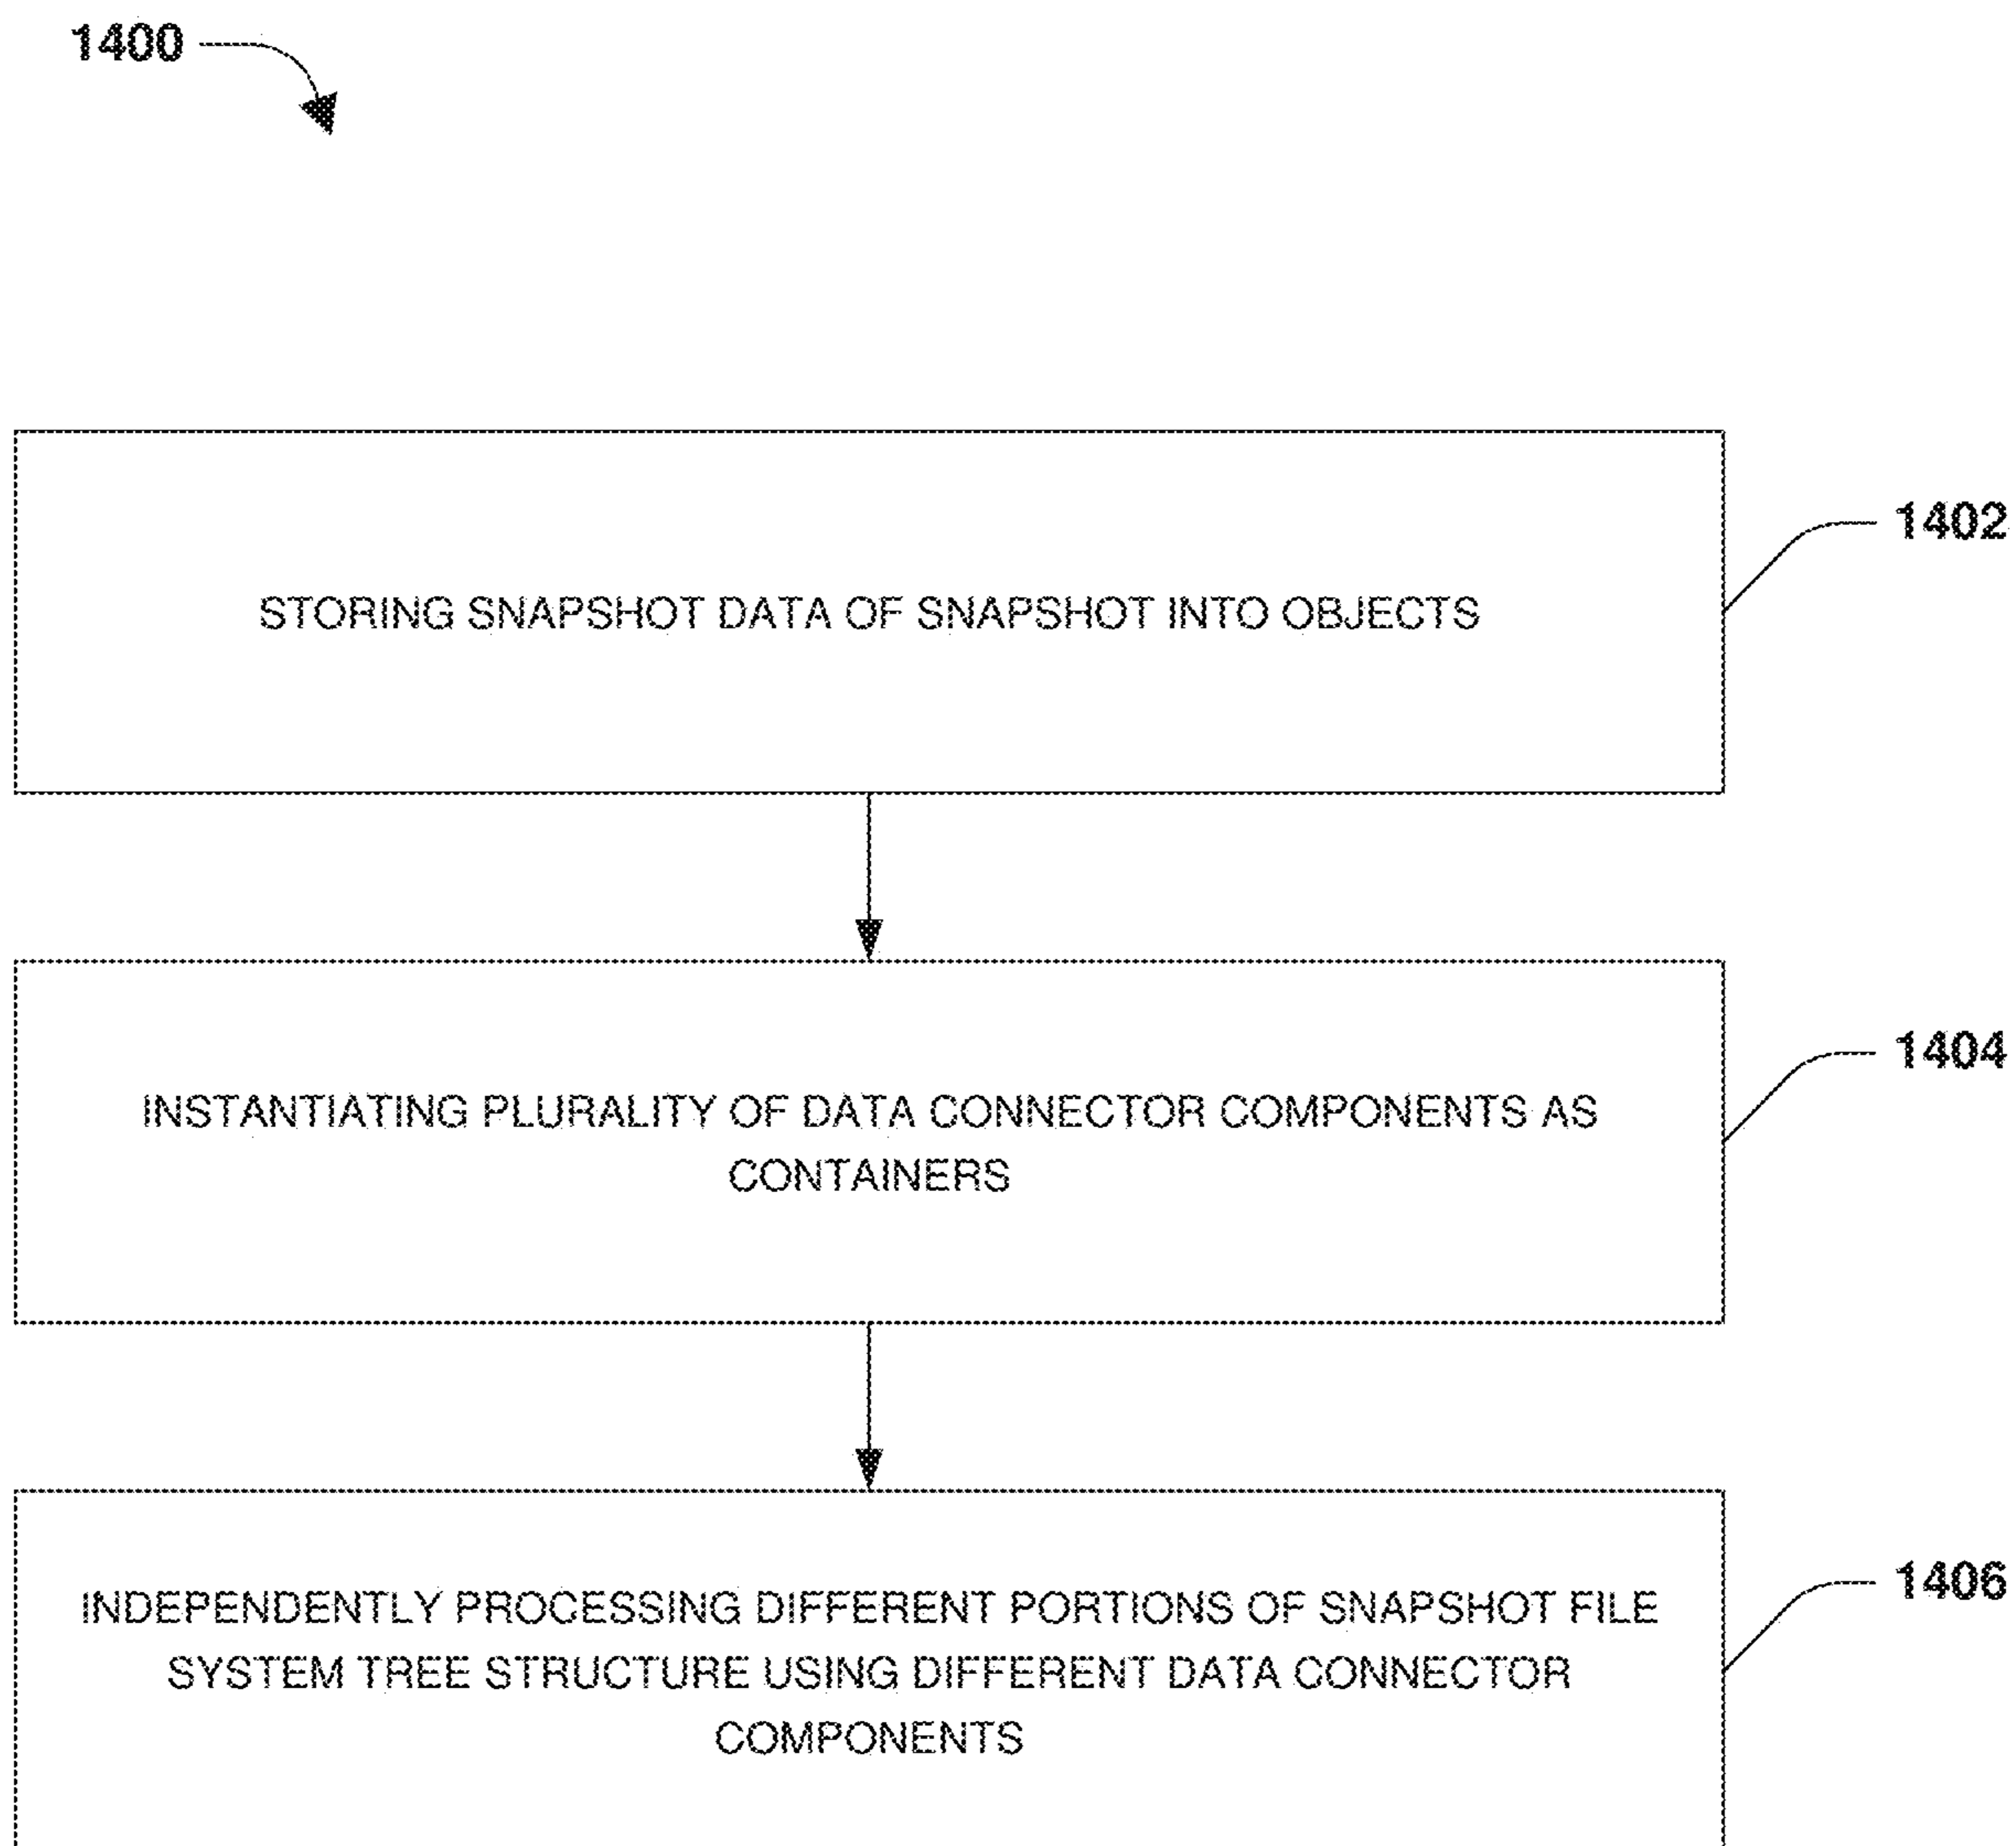 1400
STORING SNAPSHOT DATA OF SNAPSHOT INTO OBJECTS
1402
INSTANTIATING PLURALITY OF DATA CONNECTOR COMPONENTS AS
CONTAINERS
1404
INDEPENDENTLY PROCESSING DIFFERENT PORTIONS OF SNAPSHOT FILE
SYSTEM TREE STRUCTURE USING DIFFERENT DATA CONNECTOR
COMPONENTS
1406